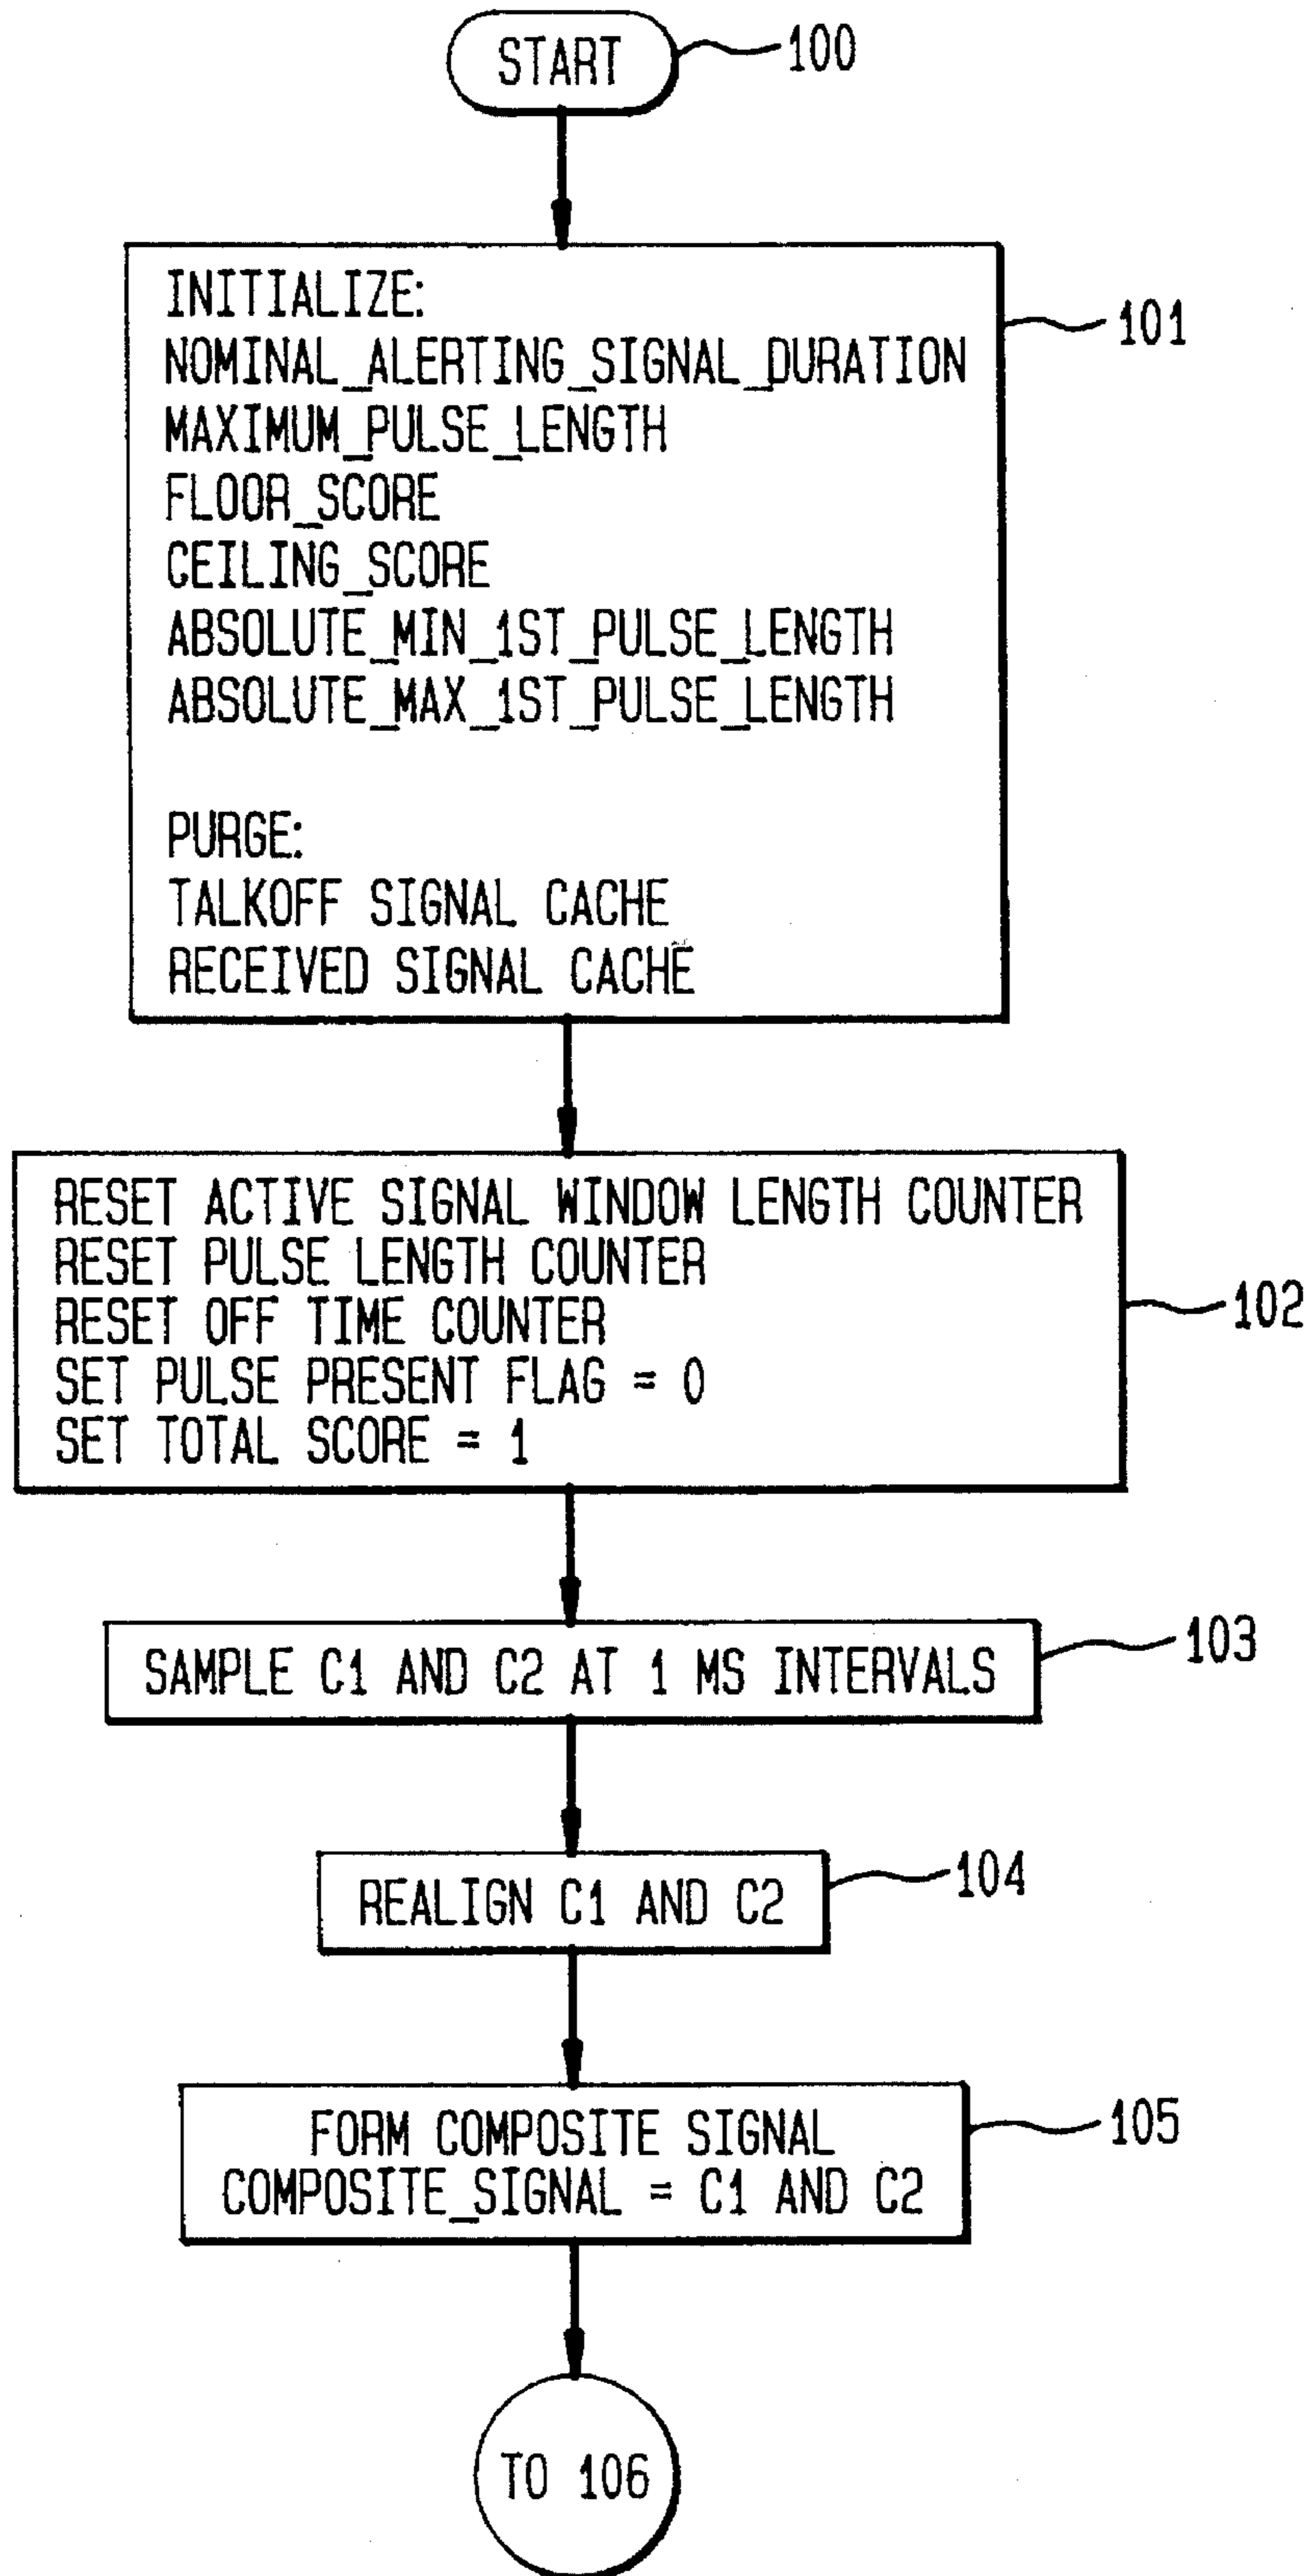 START
100
INITIALIZE:
NOMINAL_ALERTING_SIGNAL_DURATION
MAXIMUM_PULSE_LENGTH
FLOOR_SCORE
CEILING_SCORE
ABSOLUTE_MIN_1ST_PULSE_LENGTH
ABSOLUTE_MAX_1ST_PULSE_LENGTH
PURGE:
TALKOFF SIGNAL CACHE
RECEIVED SIGNAL CACHE
101
RESET ACTIVE SIGNAL WINDOW LENGTH COUNTER
RESET PULSE LENGTH COUNTER
RESET OFF TIME COUNTER
SET PULSE PRESENT FLAG = 0
SET TOTAL SCORE = 1
102
SAMPLE C1 AND C2 AT 1 MS INTERVALS
103
REALIGN C1 AND C2
104
FORM COMPOSITE SIGNAL
COMPOSITE_SIGNAL = C1 AND C2
105
TO 106